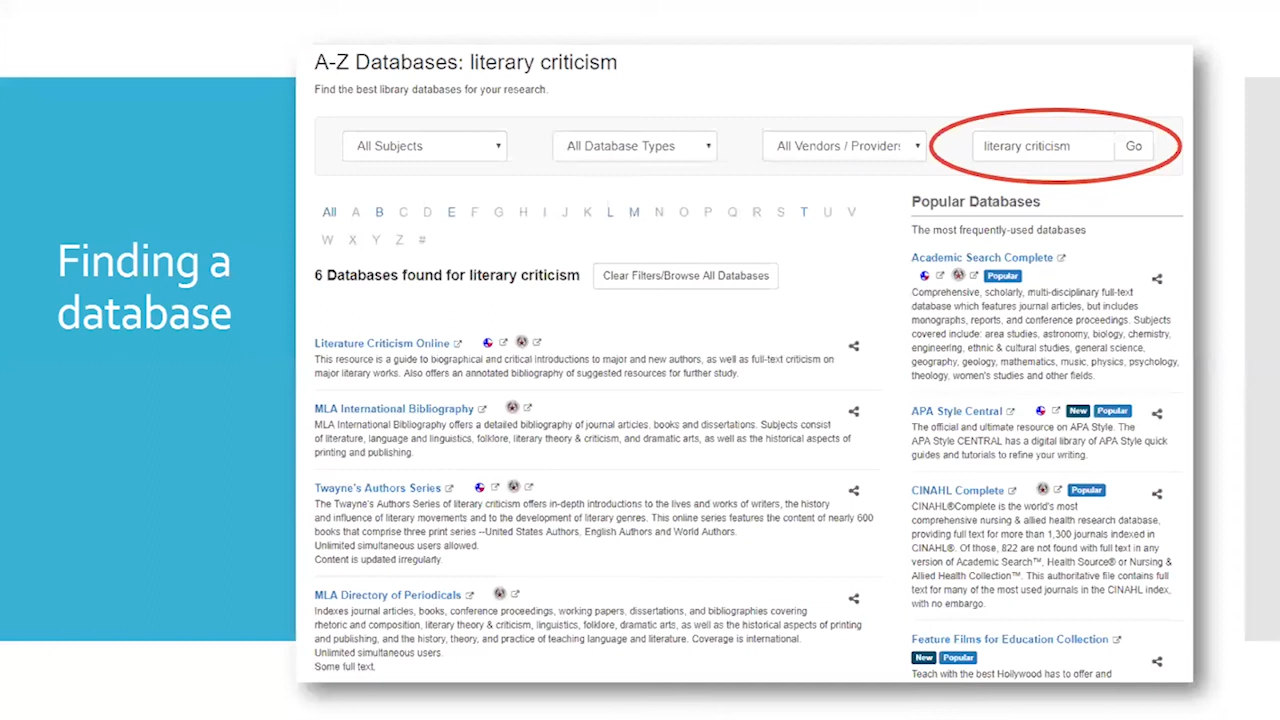 Finding a
database
A-Z Databases: literary criticism
Find the best library databases for your research.
All Subjects
All Database Types
All Vendors / Providers
literary criticism
Go
All A B C D E F G H I J K L M N O P Q R S T U V
W X Y Z #
6 Databases found for literary criticism
Clear Filters/Browse All Databases
Literature Criticism Online
This resource is a guide to biographical and critical introductions to major and new authors, as well as full-text criticism on
major literary works. Also offers an annotated bibliography of suggested resources for further study.
MLA International Bibliography
MLA International Bibliography offers a detailed bibliography of journal articles, books and dissertations. Subjects consist
of literature, language and linguistics, folklore, literary theory & criticism, and dramatic arts, as well as the historical aspects of
printing and publishing.
Twayne's Authors Series
The Twayne's Authors Series of literary criticism offers in-depth introductions to the lives and works of writers, the history
and influence of literary movements and to the development of literary genres. This online series features the content of nearly 600
books that comprise three print series --United States Authors, English Authors and World Authors.
Unlimited simultaneous users allowed.
Content is updated irregularly.
MLA Directory of Periodicals
Indexes journal articles, books, conference proceedings, working papers, dissertations, and bibliographies covering
rhetoric and composition, literary theory & criticism, linguistics, folklore, dramatic arts, as well as the historical aspects of printing
and publishing, and the history, theory, and practice of teaching language and literature. Coverage is international.
Unlimited simultaneous users.
Some full text.
Popular Databases
The most frequently-used databases
Academic Search Complete
Popular
Comprehensive, scholarly, multi-disciplinary full-text
database which features journal articles, but includes
monographs, reports, and conference proceedings. Subjects
covered include: area studies, astronomy, biology, chemistry,
engineering, ethnic & cultural studies, general science,
geography, geology, mathematics, music, physics, psychology,
theology, women's studies and other fields.
APA Style Central New Popular
The official and ultimate resource on APA Style. The
APA Style CENTRAL has a digital library of APA Style quick
guides and tutorials to refine your writing.
CINAHL Complete Popular
CINAHL®Complete is the world's most
comprehensive nursing & allied health research database,
providing full text for more than 1,300 journals indexed in
CINAHL®. Of those, 822 are not found with full text in any
version of Academic Search™, Health Source® or Nursing &
Allied Health Collection™. This authoritative file contains full
text for many of the most used journals in the CINAHL index,
with no embargo.
Feature Films for Education Collection
New Popular
Teach with the best Hollywood has to offer and